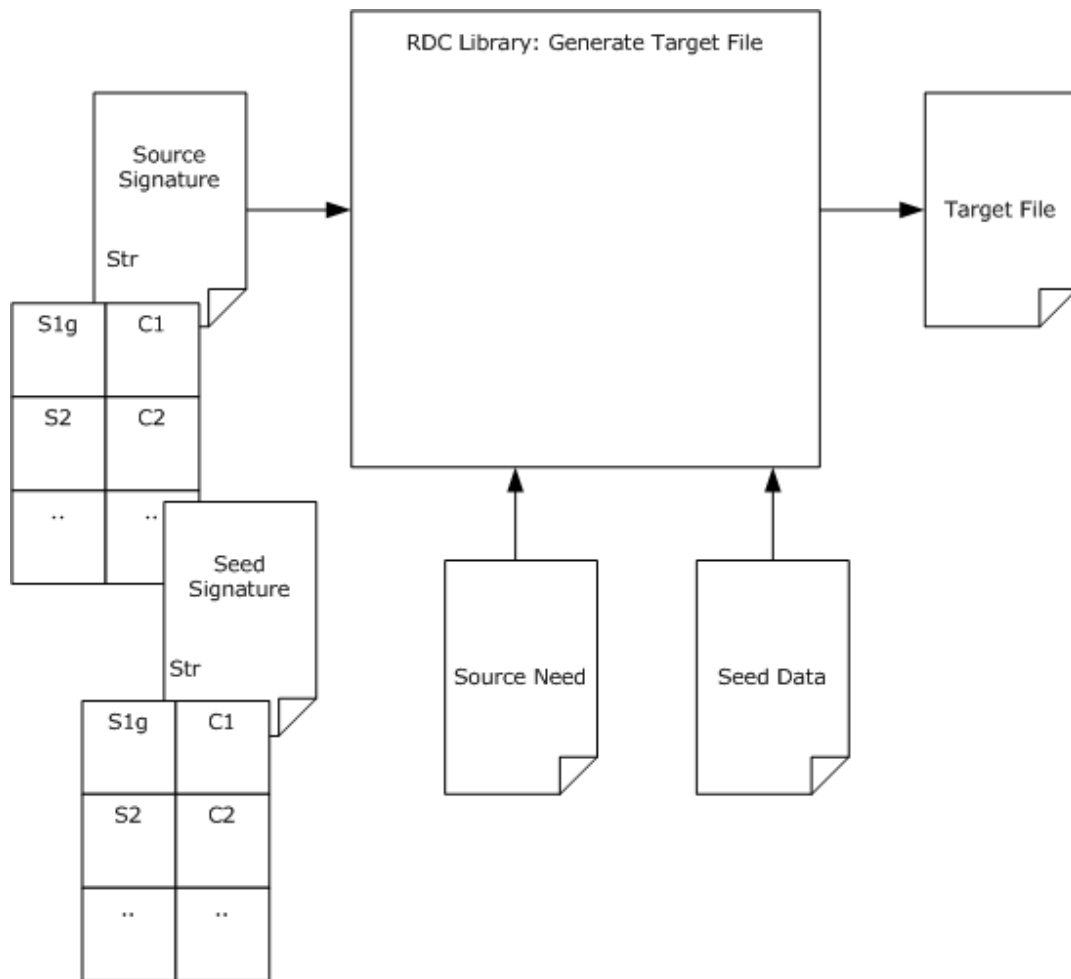 RDC Library: Generate Target File
Source
Signature
Str
Target File
S1g
C1
S2
C2
..
..
Seed
Signature
Str
Source Need
Seed Data
S1g
C1
S2
C2
..
..